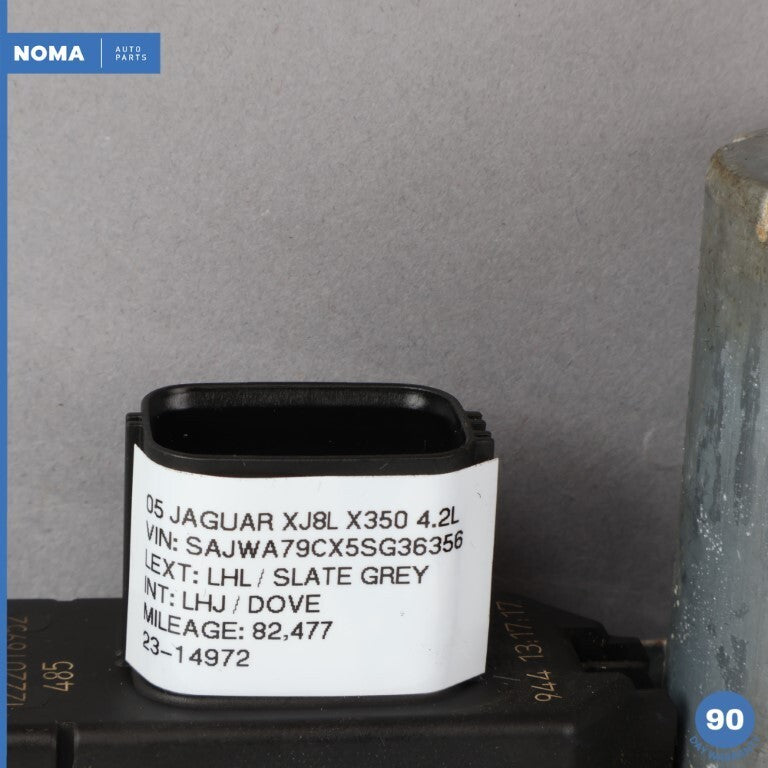 NOMA AUTO PARTS
05 JAGUAR XJ8L X350 4.2L
VIN: SAJWA79CX5SG36356
LEXT: LHL / SLATE GREY
INT: LHJ / DOVE
MILEAGE: 82,477
23-14972
485
944 13:17:17
90